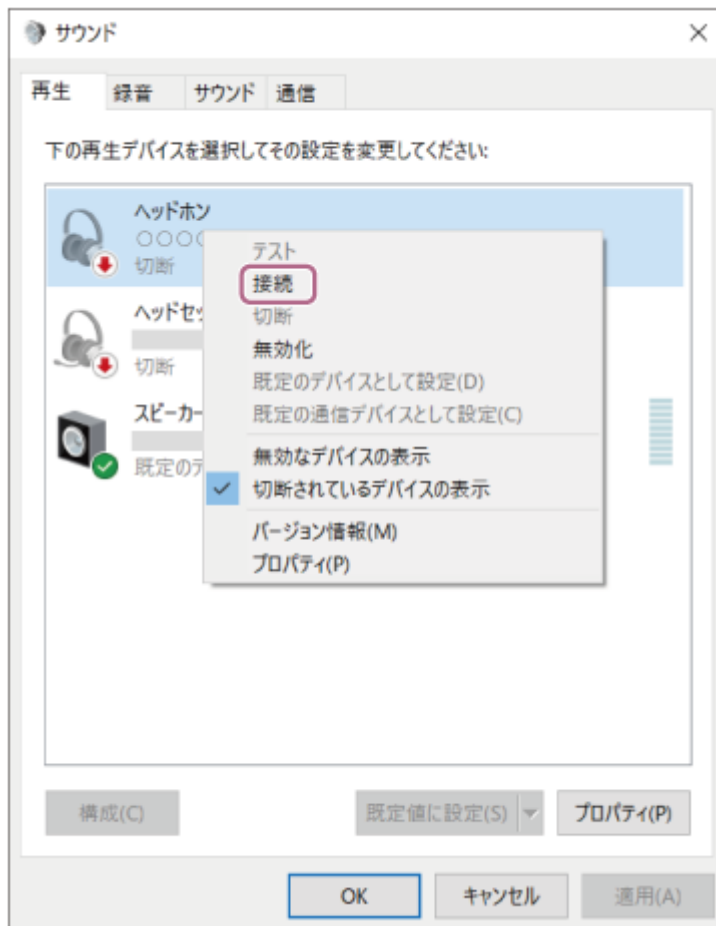 サウンド
再生 録音 サウンド 通信
下の再生デバイスを選択してその設定を変更してください:
ヘッドホン
○○○○
切断
テスト
接続
切断
無効化
既定のデバイスとして設定(D)
既定の通信デバイスとして設定(C)
無効なデバイスの表示
切断されているデバイスの表示
バージョン情報(M)
プロパティ(P)
ヘッドセッ
切断
スピーカー
既定のデ
構成(C) 既定値に設定(S) プロパティ(P)
OK キャンセル 適用(A)